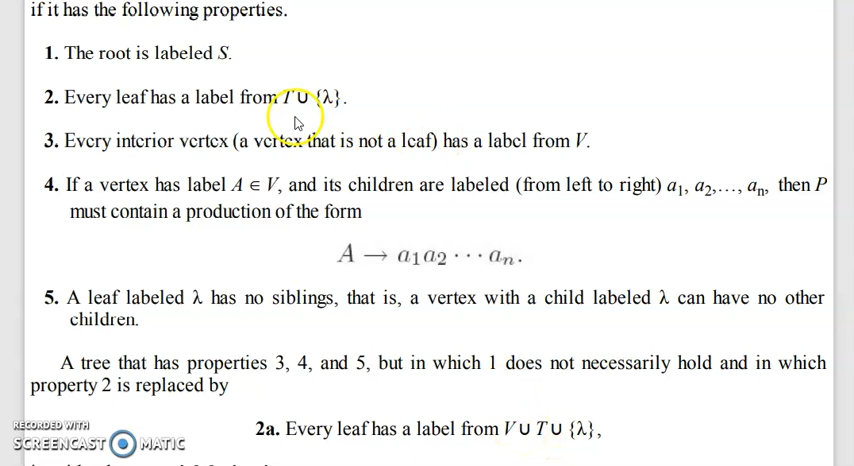 if it has the following properties.
1. The root is labeled S.
2. Every leaf has a label from T ∪ {λ}.
3. Every interior vertex (a vertex that is not a leaf) has a label from V.
4. If a vertex has label A ∈ V, and its children are labeled (from left to right) a₁, a₂,…, aₙ, then P
must contain a production of the form
A → a₁a₂ ··· aₙ.
5. A leaf labeled λ has no siblings, that is, a vertex with a child labeled λ can have no other
children.
A tree that has properties 3, 4, and 5, but in which 1 does not necessarily hold and in which
property 2 is replaced by
2a. Every leaf has a label from V ∪ T ∪ {λ},
RECORDED WITH
SCREENCAST MATIC